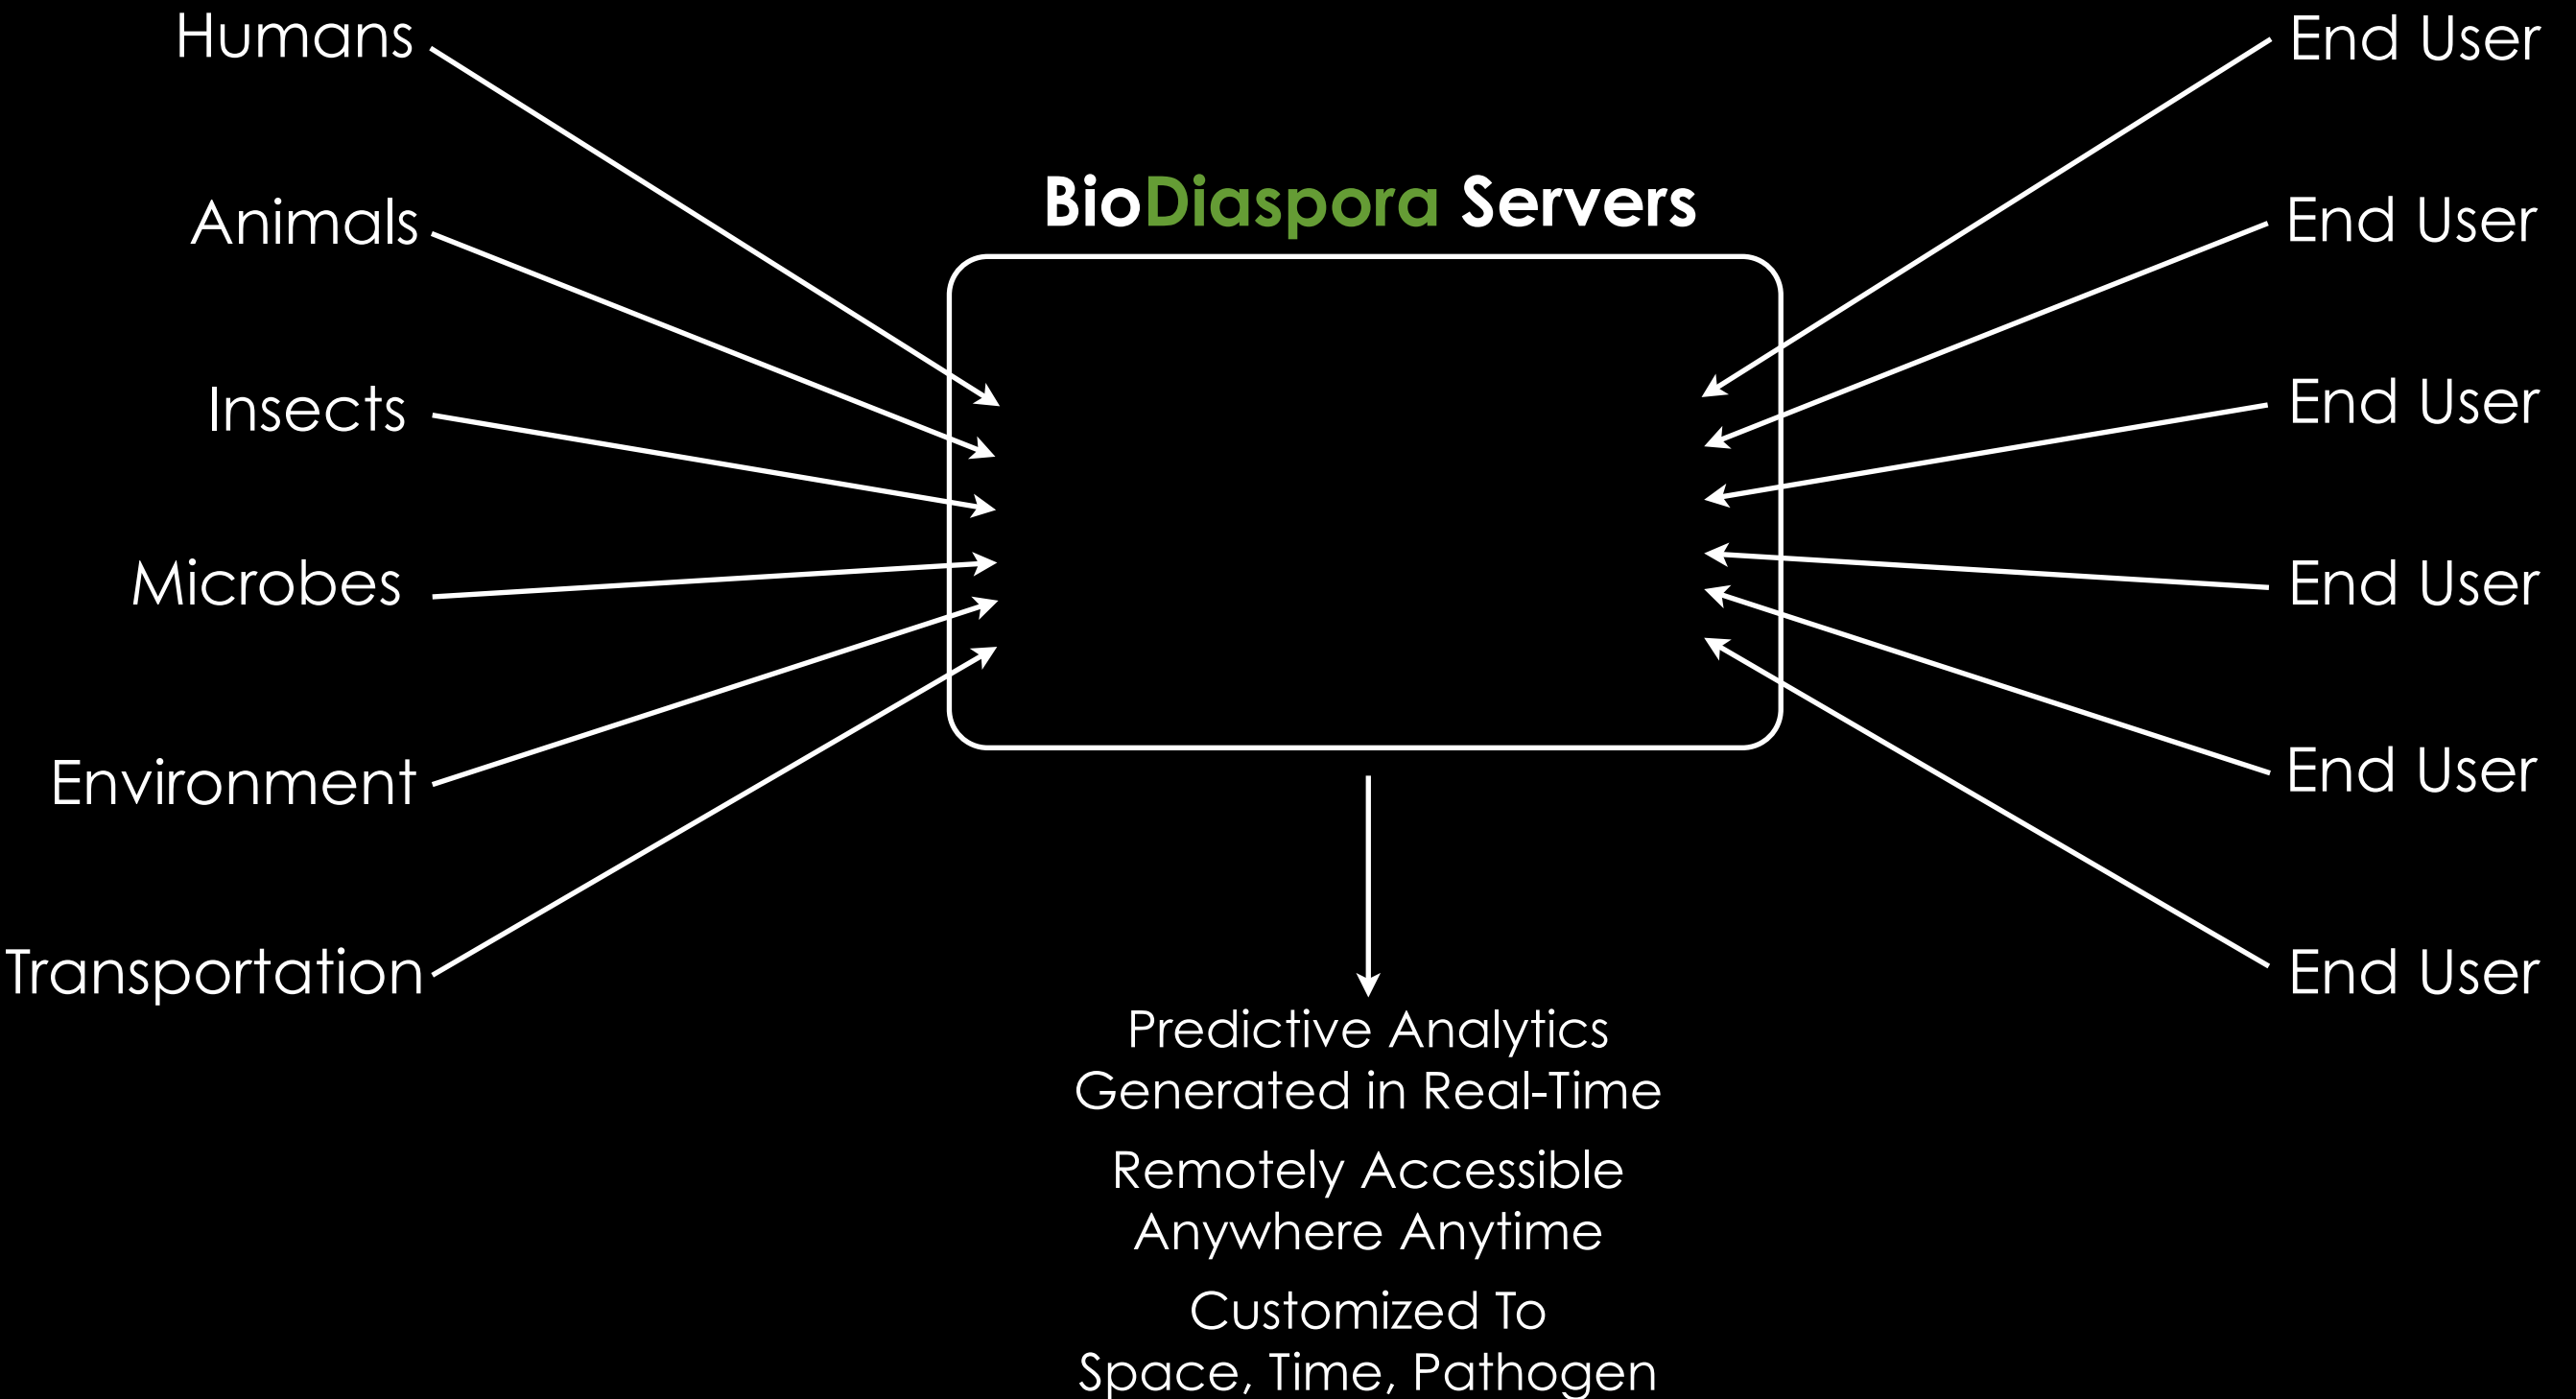 Humans
Animals
Insects
Microbes
Environment
Transportation
BioDiaspora Servers
Predictive Analytics
Generated in Real-Time
Remotely Accessible
Anywhere Anytime
Customized To
Space, Time, Pathogen
End User
End User
End User
End User
End User
End User